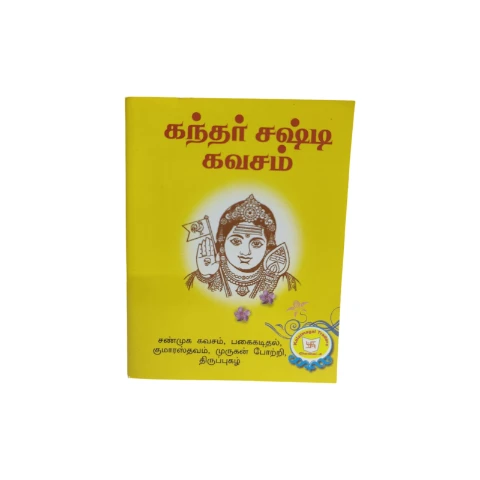 கந்தர் சஷ்டி
கவசம்
சண்முக கவசம், பகைகடிதல்,
குமாரஸ்தவம், முருகன் போற்றி,
திருப்புகழ்